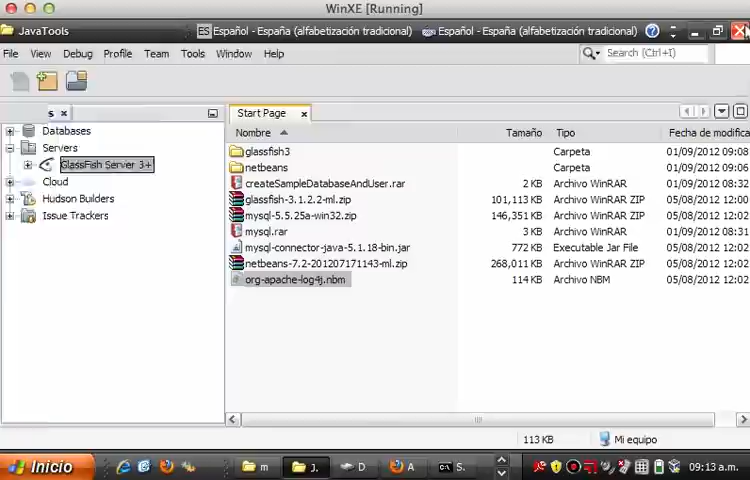 WinXE [Running]
JavaTools
ES Español - España (alfabetización tradicional)
Español - España (alfabetización tradicional)
File
View
Debug
Profile
Team
Tools
Window
Help
Search (Ctrl+I)
s
Start Page
Databases
Servers
GlassFish Server 3+
Cloud
Hudson Builders
Issue Trackers
Nombre Tamaño Tipo Fecha de modifica
glassfish3 Carpeta 01/09/2012 09:08
netbeans Carpeta 01/09/2012 09:08
createSampleDatabaseAndUser.rar 2 KB Archivo WinRAR 01/09/2012 08:32
glassfish-3.1.2.2-ml.zip 101,113 KB Archivo WinRAR ZIP 05/08/2012 12:00
mysql-5.5.25a-win32.zip 146,351 KB Archivo WinRAR ZIP 05/08/2012 12:02
mysql.rar 3 KB Archivo WinRAR 01/09/2012 08:31
mysql-connector-java-5.1.18-bin.jar 772 KB Executable Jar File 05/08/2012 12:02
netbeans-7.2-201207171143-ml.zip 268,011 KB Archivo WinRAR ZIP 05/08/2012 12:02
org-apache-log4j.nbm 114 KB Archivo NBM 05/08/2012 12:02
113 KB
Mi equipo
Inicio
m
J.
D
A
S.
09:13 a.m.